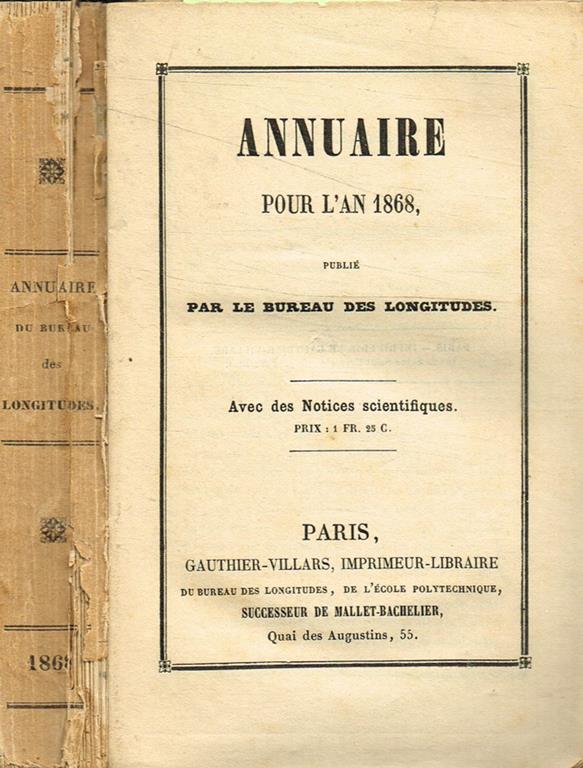 ANNUAIRE
DU BUREAU
des
LONGITUDES.
1868
ANNUAIRE
POUR L'AN 1868,
PUBLIÉ
PAR LE BUREAU DES LONGITUDES.
Avec des Notices scientifiques.
PRIX : 1 FR. 25 C.
PARIS,
GAUTHIER-VILLARS, IMPRIMEUR-LIBRAIRE
DU BUREAU DES LONGITUDES, DE L'ÉCOLE POLYTECHNIQUE,
SUCCESSEUR DE MALLET-BACHELIER,
Quai des Augustins, 55.